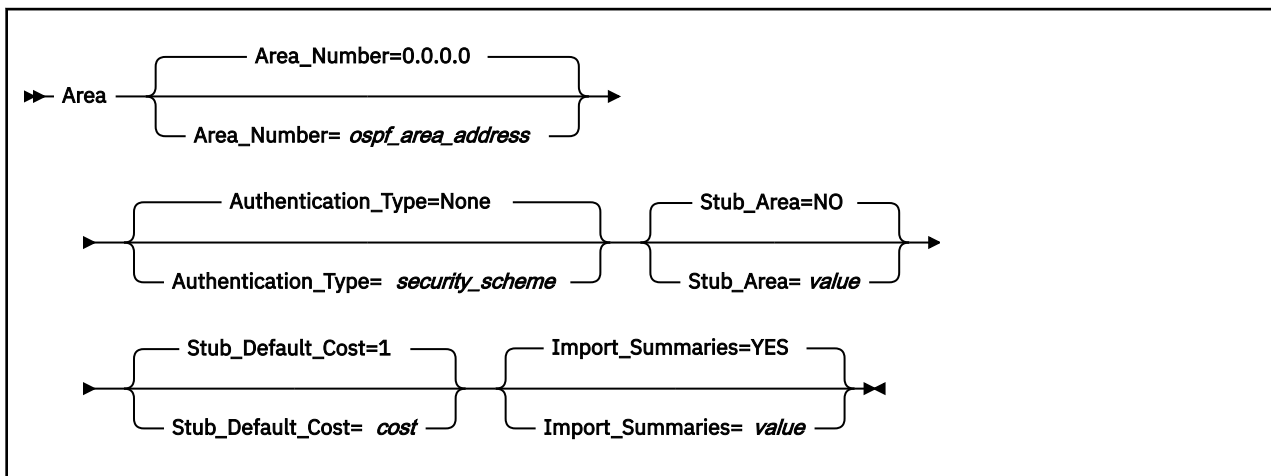 Area_Number=0.0.0.0
Area
Area_Number= ospf_area_address
Authentication_Type=None
Stub_Area=NO
Authentication_Type= security_scheme
Stub_Area= value
Stub_Default_Cost=1
Import_Summaries=YES
Stub_Default_Cost= cost
Import_Summaries= value